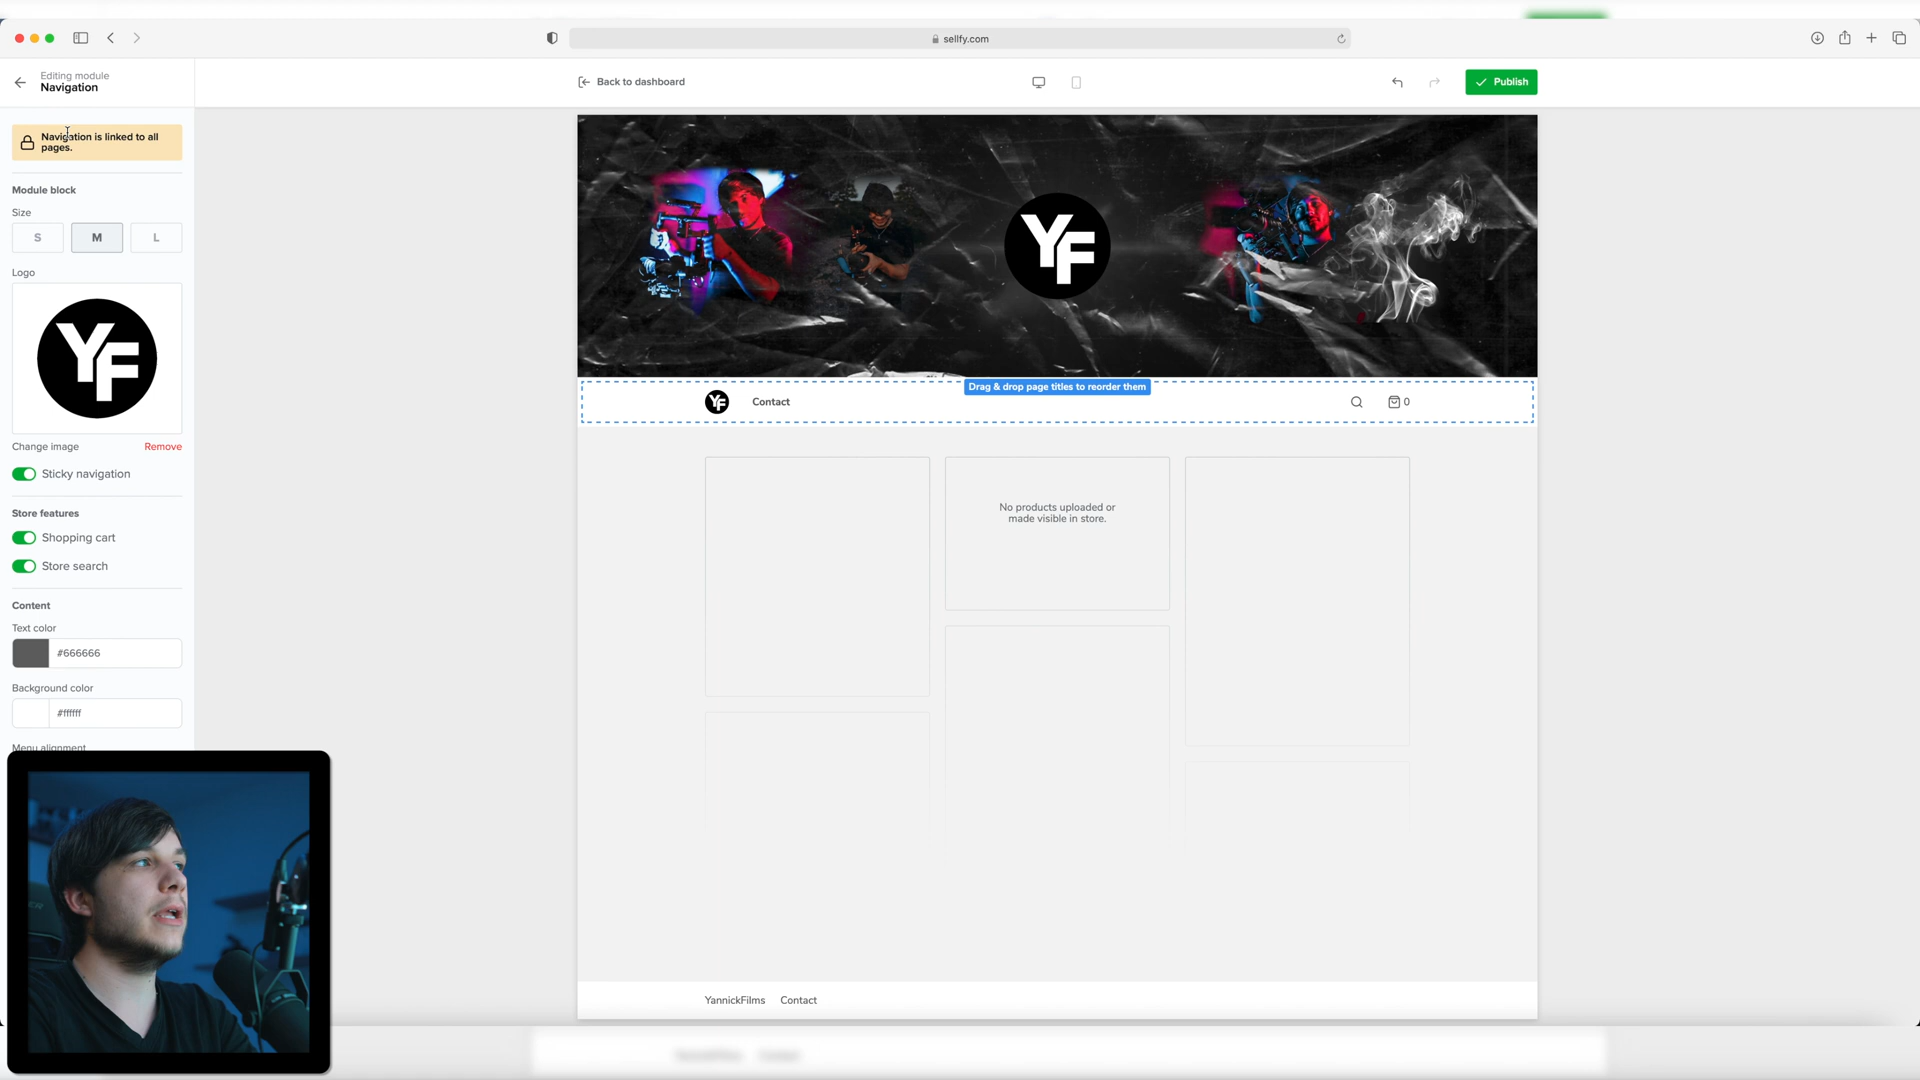 sellfy.com
Editing module
Navigation
Back to dashboard
Publish
Navigation is linked to all
pages.
Module block
Size
S M L
Logo
YF
Change image Remove
Sticky navigation
Store features
Shopping cart
Store search
Content
Text color
#666666
Background color
#ffffff
Menu alignment
YF
Drag & drop page titles to reorder them
YF Contact 0
No products uploaded or
made visible in store.
YannickFilms Contact